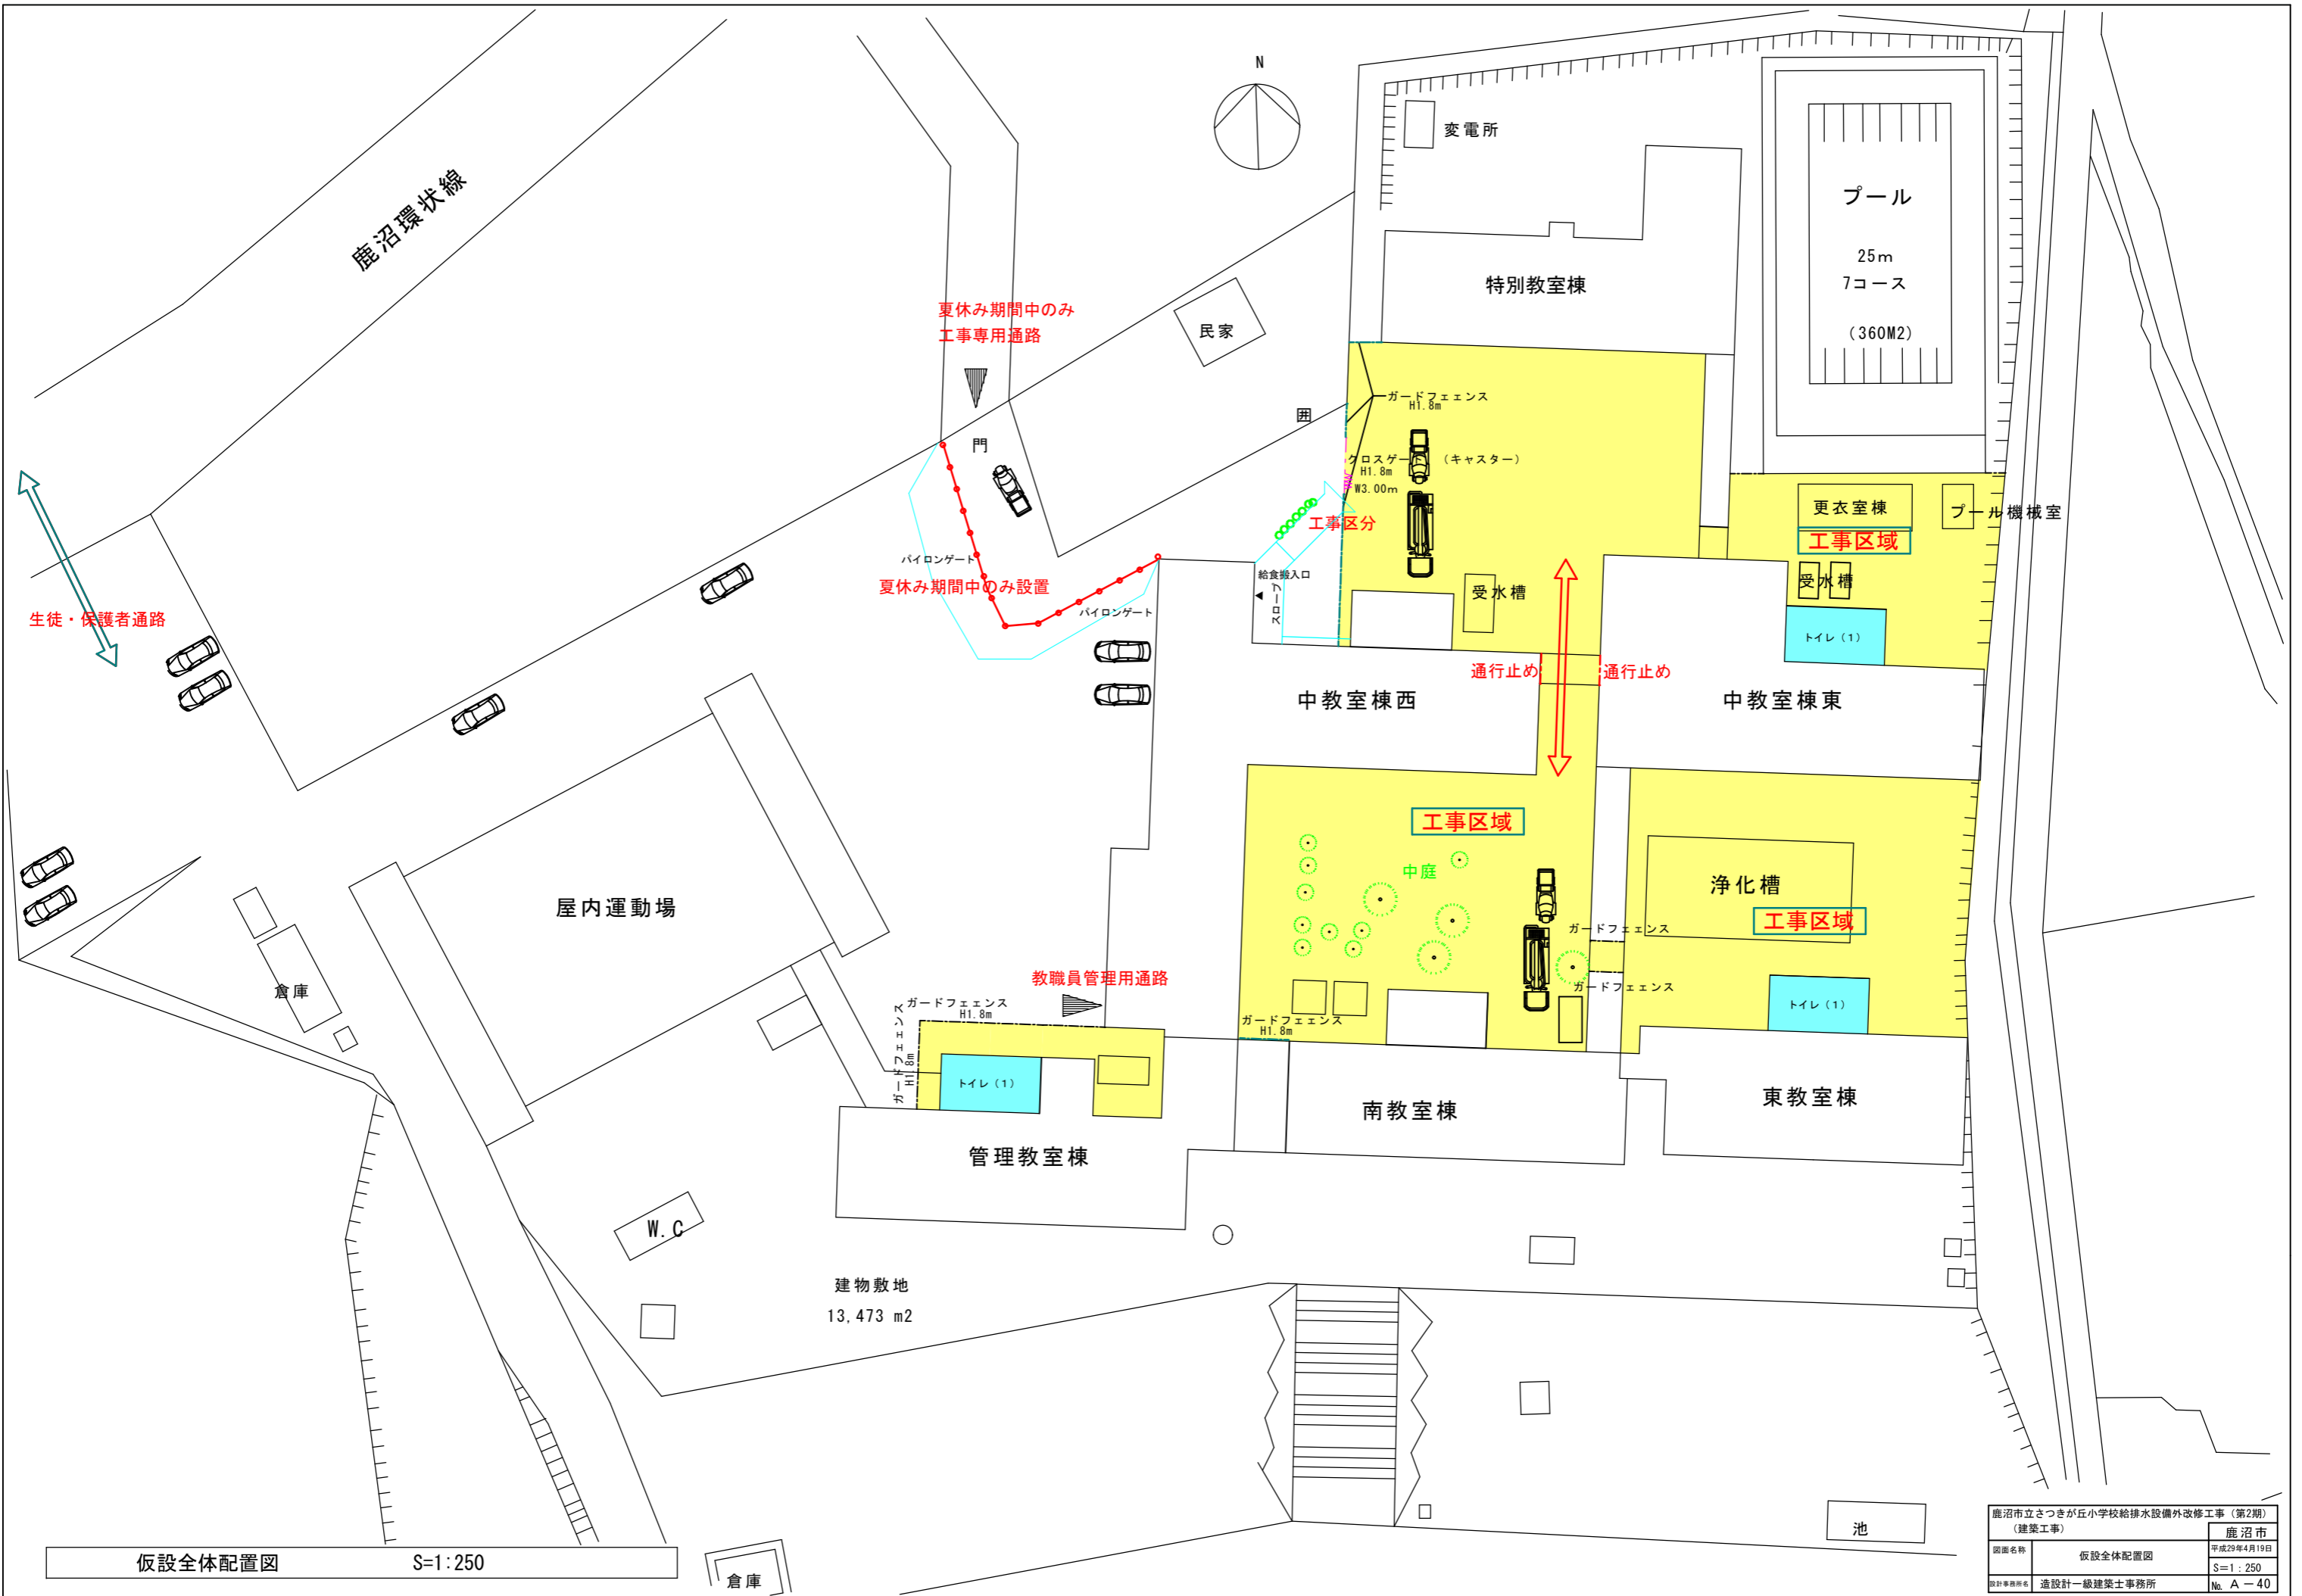 N
変電所
プール
25m
7コース
(360M2)
鹿沼環状線
特別教室棟
夏休み期間中のみ
工事専用通路
民家
ガードフェンス
H1.8m
囲
門
クロスゲート (キャスター)
H1.8m
W3.00m
工事区分
更衣室棟
プール機械室
工事区域
パイロンゲート
夏休み期間中のみ設置
給食搬入口
スロープ
パイロンゲート
受水槽
受水槽
トイレ(1)
生徒・保護者通路
通行止め
通行止め
中教室棟西
中教室棟東
工事区域
中庭
浄化槽
工事区域
屋内運動場
ガードフェンス
教職員管理用通路
倉庫
ガードフェンス
H1.8m
ガードフェンス
H1.8m
ガードフェンス
ガードフェンス
H1.8m
トイレ(1)
トイレ(1)
東教室棟
南教室棟
管理教室棟
W.C
建物敷地
13,473 m2
池
仮設全体配置図 S=1:250
倉庫
鹿沼市立さつきが丘小学校給排水設備外改修工事(第2期)
(建築工事)
鹿沼市
図面名称
仮設全体配置図
平成29年4月19日
S=1:250
設計事務所名
造設計一級建築士事務所
№ A-40